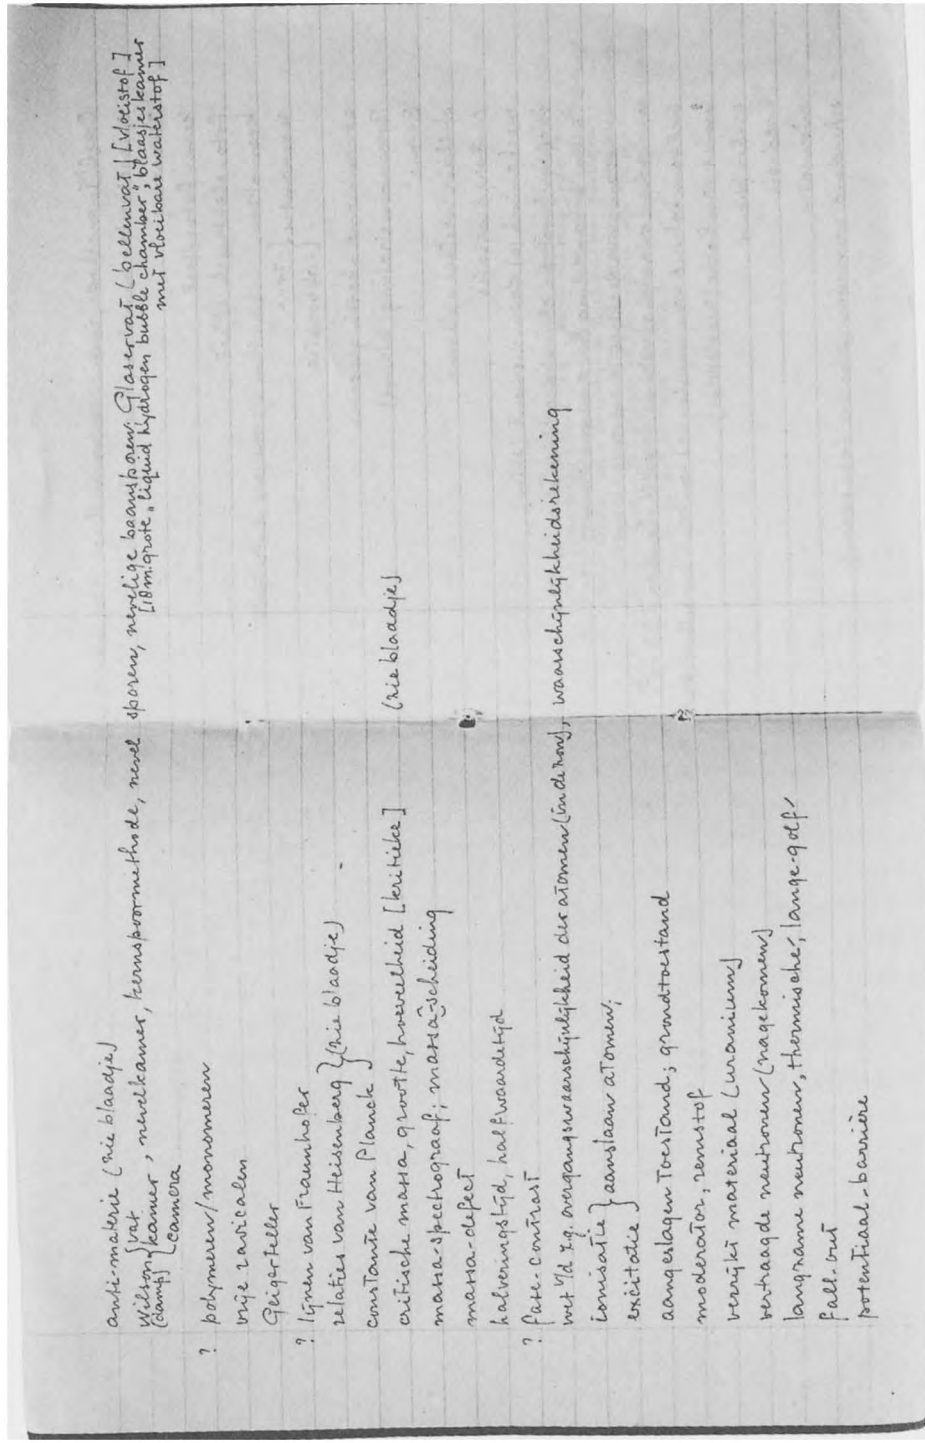 anti-materie (zie blaadje)
Wilson { vat, kamer, camera } , nevelkamer, kernspoormethode, nevel sporen, nevelige baansporen; Glaservat (bellenvat) [vloeistof]
(damp) [10 m. grote „liquid hydrogen bubble chamber”, blaasjeskamer
met vloeibare waterstof]
? polymeren/monomeren
vrije radicalen
Geigerteller
? lijnen van Fraunhofer
relaties van Heisenberg } (zie blaadje)
constante van Planck }
critische massa, grootte, hoeveelheid [kritieke] (zie blaadje)
massa-spectrograaf; massa-scheiding
massa-defect
halveringstijd, halfwaardetijd
? fase-contrast
wet v/d z.g. overgangswaarschijnlijkheid der atomen (in de ron), waarschijnlijkheidsrekening
ionisatie } aanslaan atomen;
excitatie }
aangeslagen toestand; grondtoestand
moderator, remstof
verrijkt materiaal (uranium)
vertraagde neutronen (nagekomen)
langzame neutronen, thermische-, lange-golf-
fall-out
potentiaal-barrière